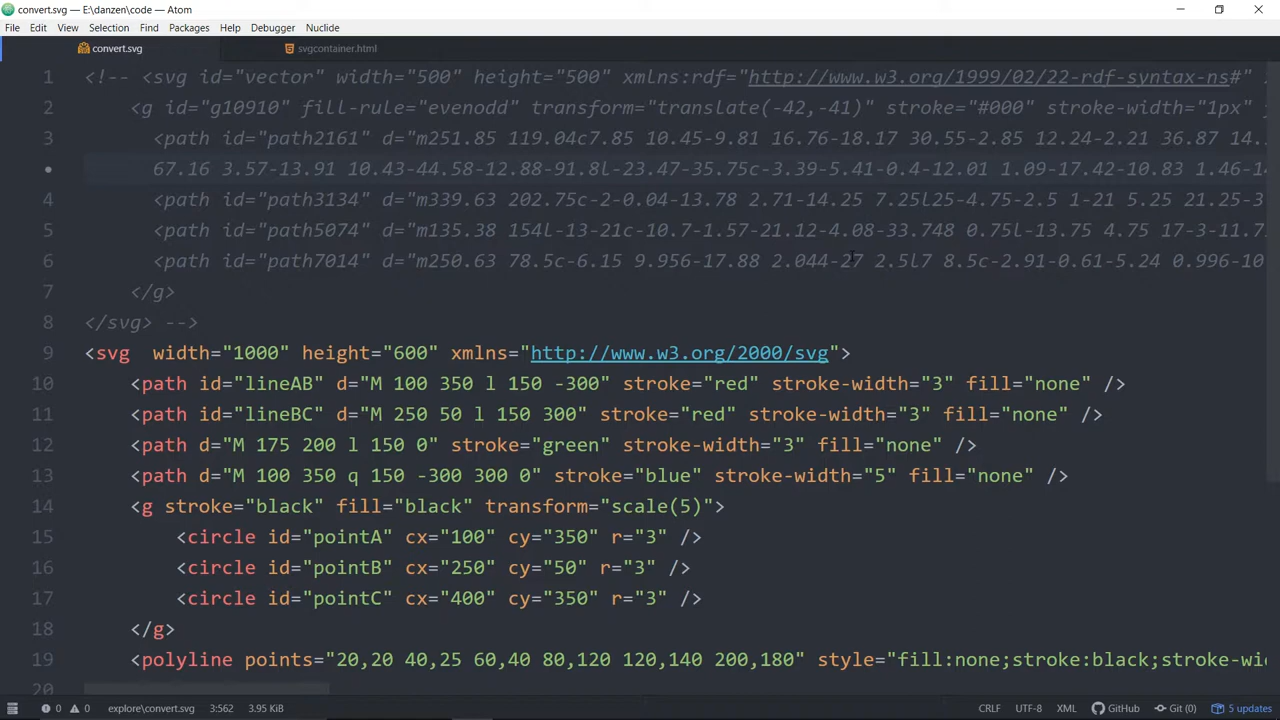 convert.svg — E:\danzen\code — Atom
File Edit View Selection Find Packages Help Debugger Nuclide
convert.svg svgcontainer.html
1 <!-- <svg id="vector" width="500" height="500" xmlns:rdf="http://www.w3.org/1999/02/22-rdf-syntax-ns#"
2 <g id="g10910" fill-rule="evenodd" transform="translate(-42,-41)" stroke="#000" stroke-width="1px"
3 <path id="path2161" d="m251.85 119.04c7.85 10.45-9.81 16.76-18.17 30.55-2.85 12.24-2.21 36.87 14.
• 67.16 3.57-13.91 10.43-44.58-12.88-91.8l-23.47-35.75c-3.39-5.41-0.4-12.01 1.09-17.42-10.83 1.46-14
4 <path id="path3134" d="m339.63 202.75c-2-0.04-13.78 2.71-14.25 7.25l25-4.75-2.5 1-21 5.25 21.25-3
5 <path id="path5074" d="m135.38 154l-13-21c-10.7-1.57-21.12-4.08-33.748 0.75l-13.75 4.75 17-3-11.7
6 <path id="path7014" d="m250.63 78.5c-6.15 9.956-17.88 2.044-27 2.5l7 8.5c-2.91-0.61-5.24 0.996-10
7 </g>
8 </svg> -->
9 <svg  width="1000" height="600" xmlns="http://www.w3.org/2000/svg">
10 <path id="lineAB" d="M 100 350 l 150 -300" stroke="red" stroke-width="3" fill="none" />
11 <path id="lineBC" d="M 250 50 l 150 300" stroke="red" stroke-width="3" fill="none" />
12 <path d="M 175 200 l 150 0" stroke="green" stroke-width="3" fill="none" />
13 <path d="M 100 350 q 150 -300 300 0" stroke="blue" stroke-width="5" fill="none" />
14 <g stroke="black" fill="black" transform="scale(5)">
15 <circle id="pointA" cx="100" cy="350" r="3" />
16 <circle id="pointB" cx="250" cy="50" r="3" />
17 <circle id="pointC" cx="400" cy="350" r="3" />
18 </g>
19 <polyline points="20,20 40,25 60,40 80,120 120,140 200,180" style="fill:none;stroke:black;stroke-wi
20
0 0 explore\convert.svg 3:562 3.95 KiB CRLF UTF-8 XML GitHub Git (0) 5 updates